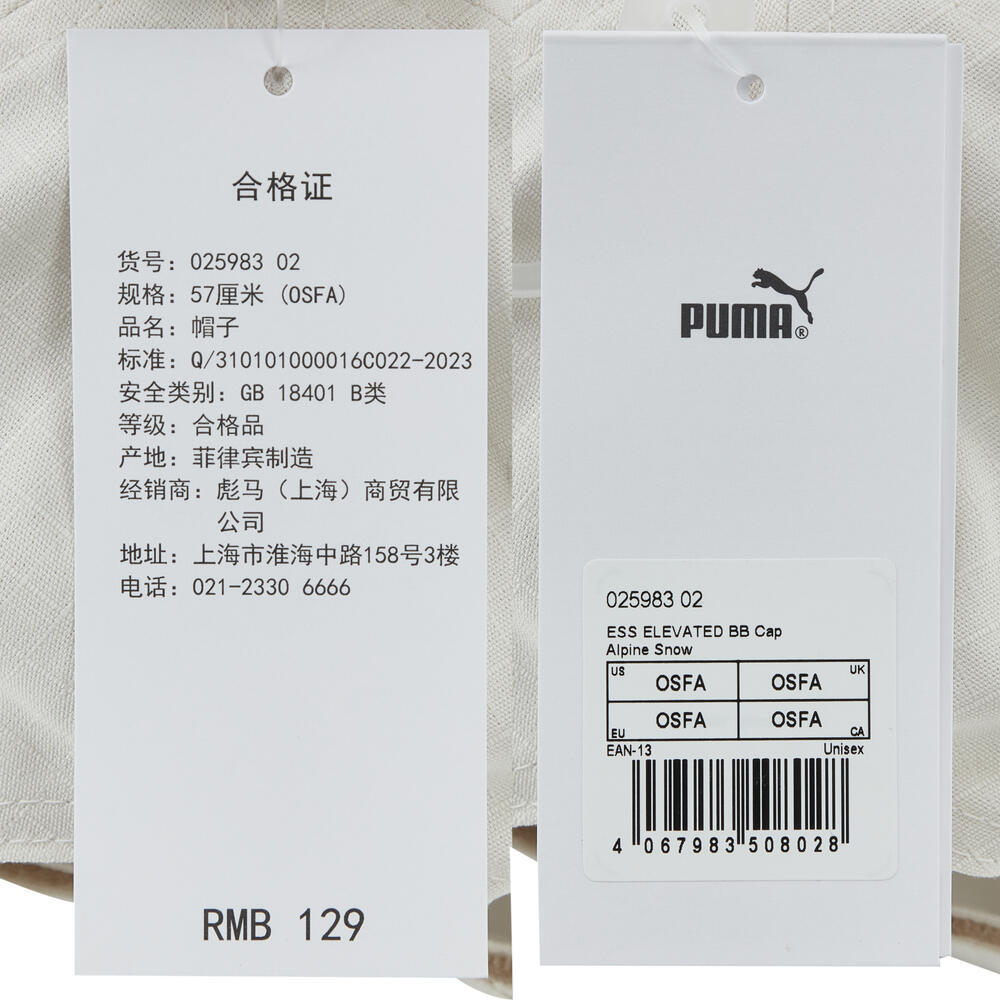 合格证
货号：025983 02
规格：57厘米 (OSFA)
品名：帽子
标准：Q/310101000016C022-2023
安全类别：GB 18401 B类
等级：合格品
产地：菲律宾制造
经销商：彪马（上海）商贸有限
公司
地址：上海市淮海中路158号3楼
电话：021-2330 6666
RMB 129
PUMA®
025983 02
ESS ELEVATED BB Cap
Alpine Snow
US OSFA OSFA UK
EU OSFA OSFA CA
EAN-13 Unisex
4 067983 508028